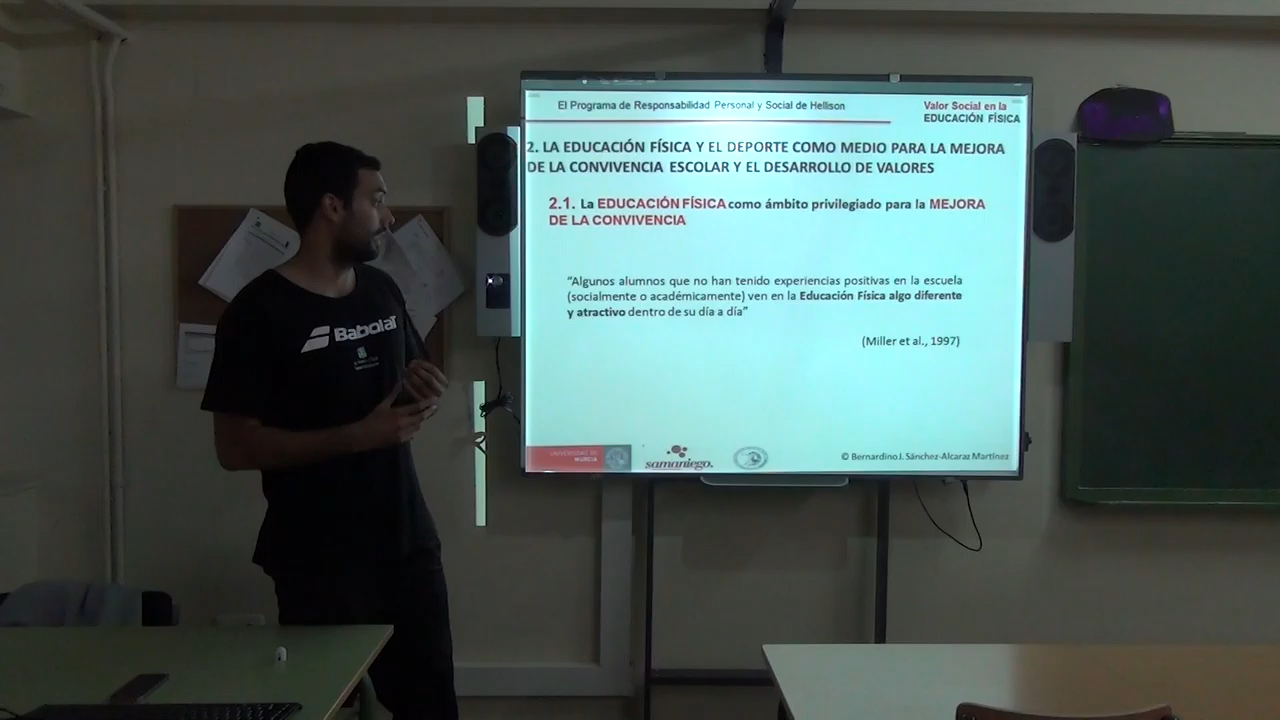 El Programa de Responsabilidad Personal y Social de Hellison
Valor Social en la
EDUCACIÓN FÍSICA
2. LA EDUCACIÓN FÍSICA Y EL DEPORTE COMO MEDIO PARA LA MEJORA
DE LA CONVIVENCIA ESCOLAR Y EL DESARROLLO DE VALORES
2.1. La EDUCACIÓN FÍSICA como ámbito privilegiado para la MEJORA
DE LA CONVIVENCIA
“Algunos alumnos que no han tenido experiencias positivas en la escuela
(socialmente o académicamente) ven en la Educación Física algo diferente
y atractivo dentro de su día a día”
(Miller et al., 1997)
UNIVERSIDAD DE
MURCIA
samaniego.
© Bernardino J. Sánchez-Alcaraz Martínez
Babolat